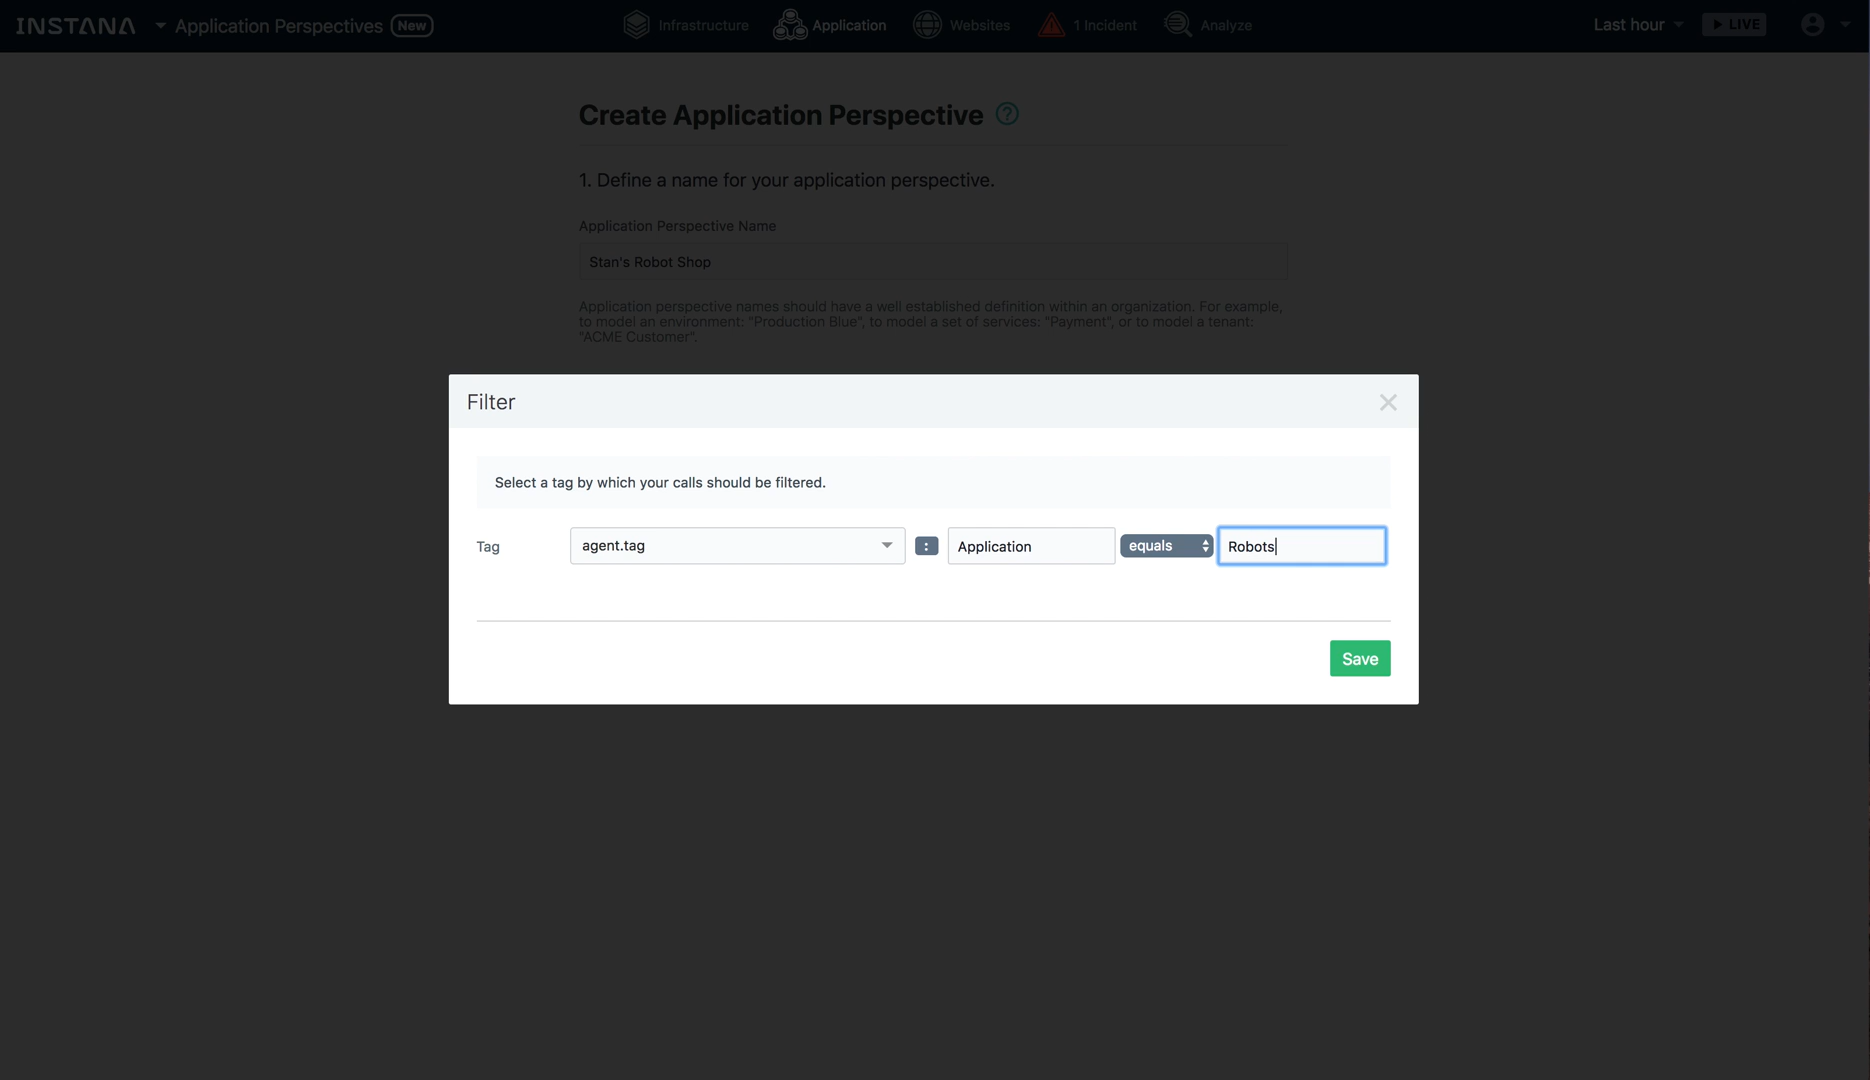 INSTANA Application Perspectives New Infrastructure Application Websites 1 Incident Analyze Last hour LIVE
Create Application Perspective ?
1. Define a name for your application perspective.
Application Perspective Name
Stan's Robot Shop
Application perspective names should have a well established definition within an organization. For example,
to model an environment: "Production Blue", to model a set of services: "Payment", or to model a tenant:
"ACME Customer".
Filter
Select a tag by which your calls should be filtered.
Tag agent.tag : Application equals Robots
Save